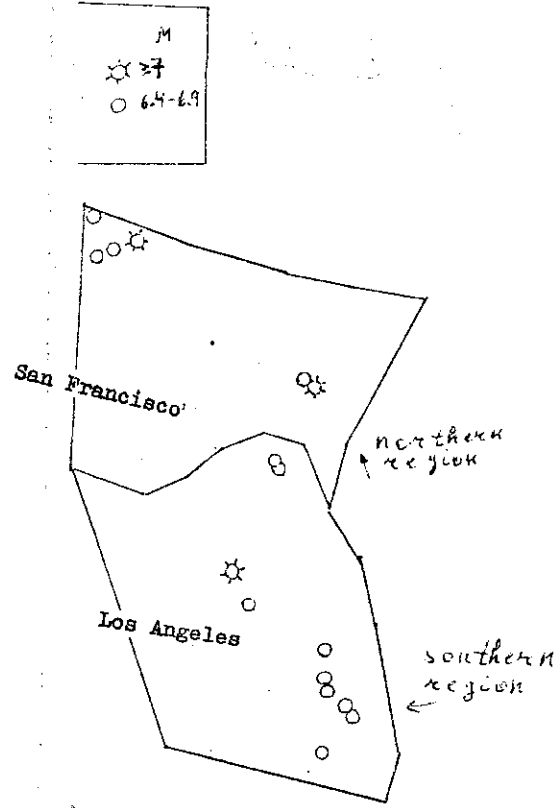 M
≥7
6.4-6.9
San Francisco
northern
region
Los Angeles
southern
region